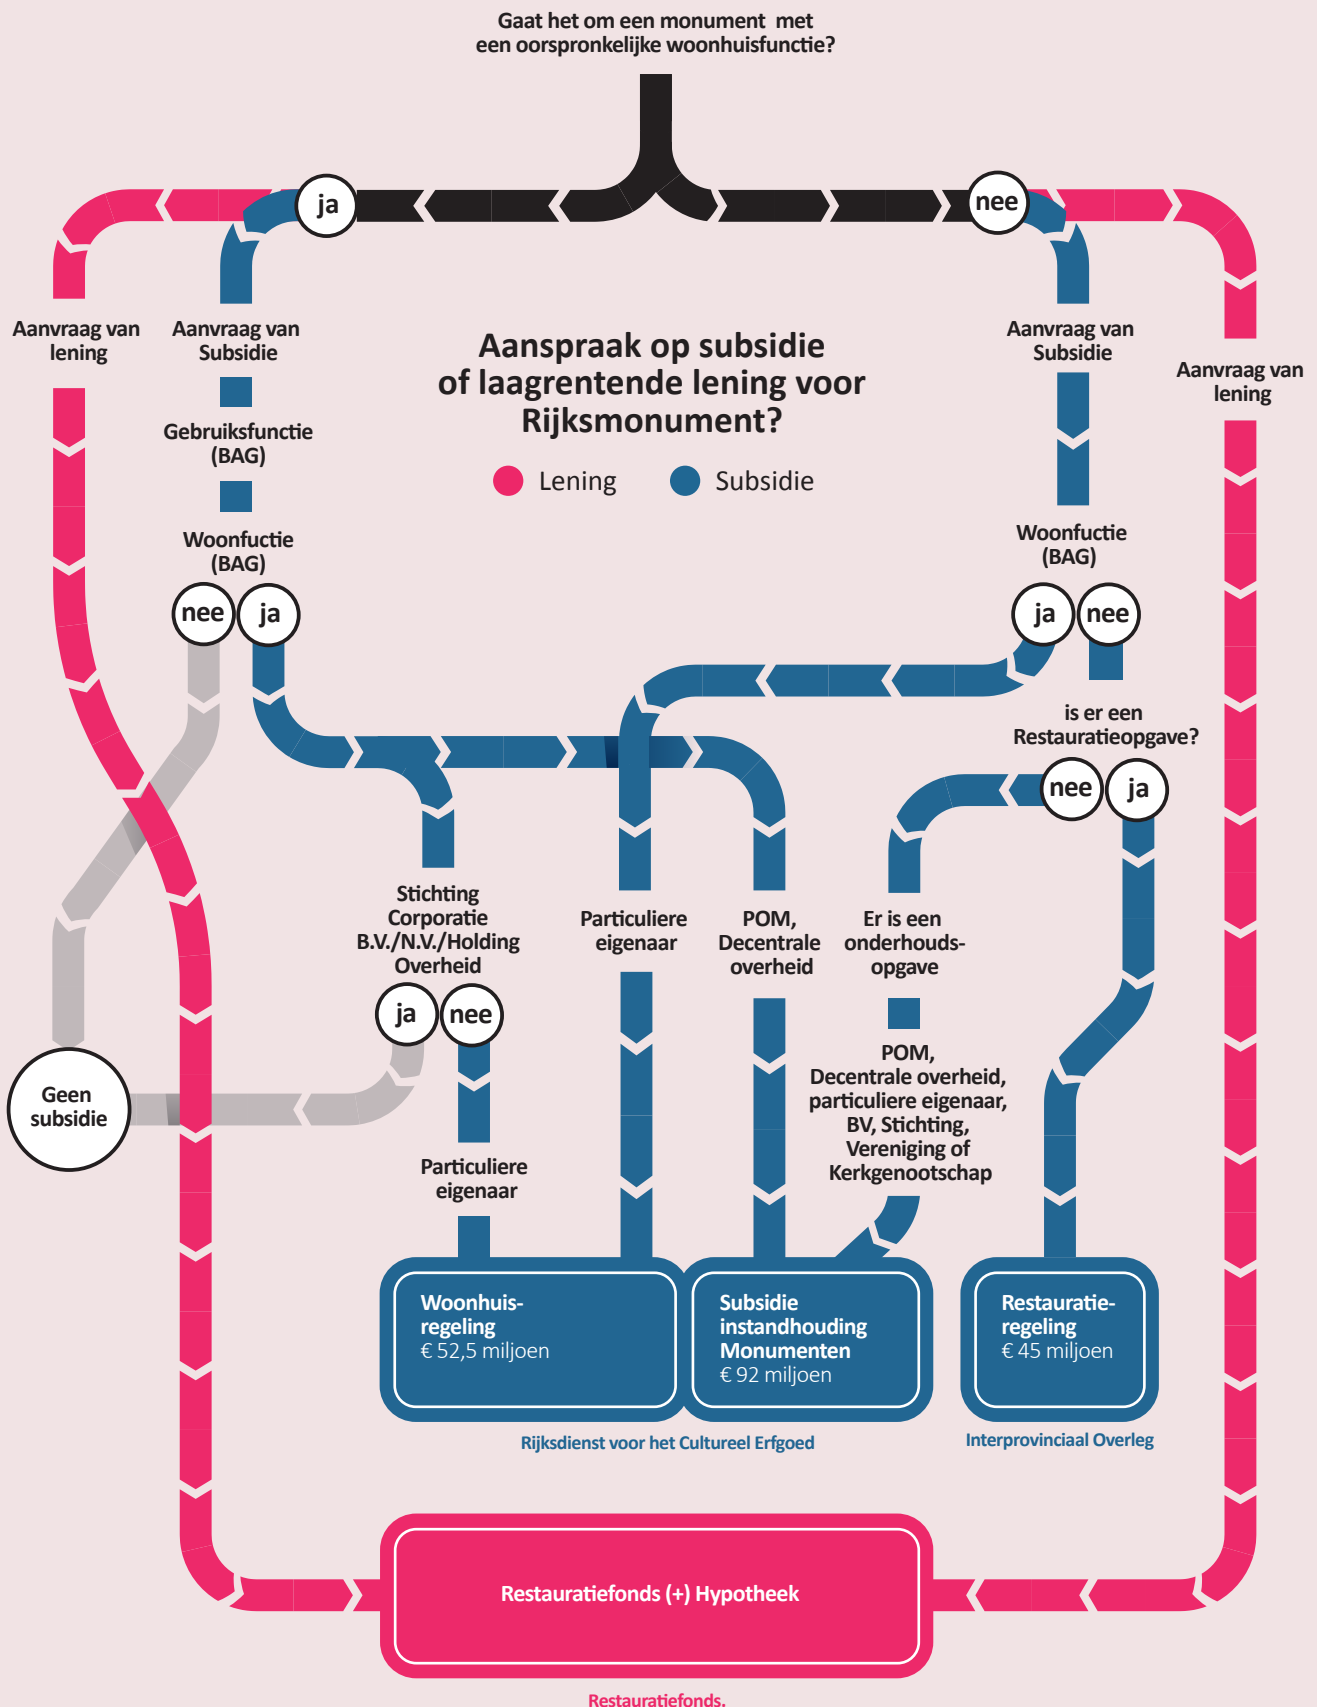 Gaat het om een monument met
een oorspronkelijke woonhuisfunctie?
ja
nee
Aanvraag van
lening
Aanvraag van
Subsidie
Aanspraak op subsidie
of laagrentende lening voor
Rijksmonument?
Lening
Subsidie
Aanvraag van
Subsidie
Aanvraag van
lening
Gebruiksfunctie
(BAG)
Woonfuctie
(BAG)
nee
ja
Woonfuctie
(BAG)
ja
nee
is er een
Restauratieopgave?
nee
ja
Stichting
Corporatie
B.V./N.V./Holding
Overheid
ja
nee
Particuliere
eigenaar
POM,
Decentrale
overheid
Er is een
onderhouds-
opgave
POM,
Decentrale overheid,
particuliere eigenaar,
BV, Stichting,
Vereniging of
Kerkgenootschap
Geen
subsidie
Particuliere
eigenaar
Woonhuis-
regeling
€ 52,5 miljoen
Subsidie
instandhouding
Monumenten
€ 92 miljoen
Restauratie-
regeling
€ 45 miljoen
Rijksdienst voor het Cultureel Erfgoed
Interprovinciaal Overleg
Restauratiefonds (+) Hypotheek
Restauratiefonds.